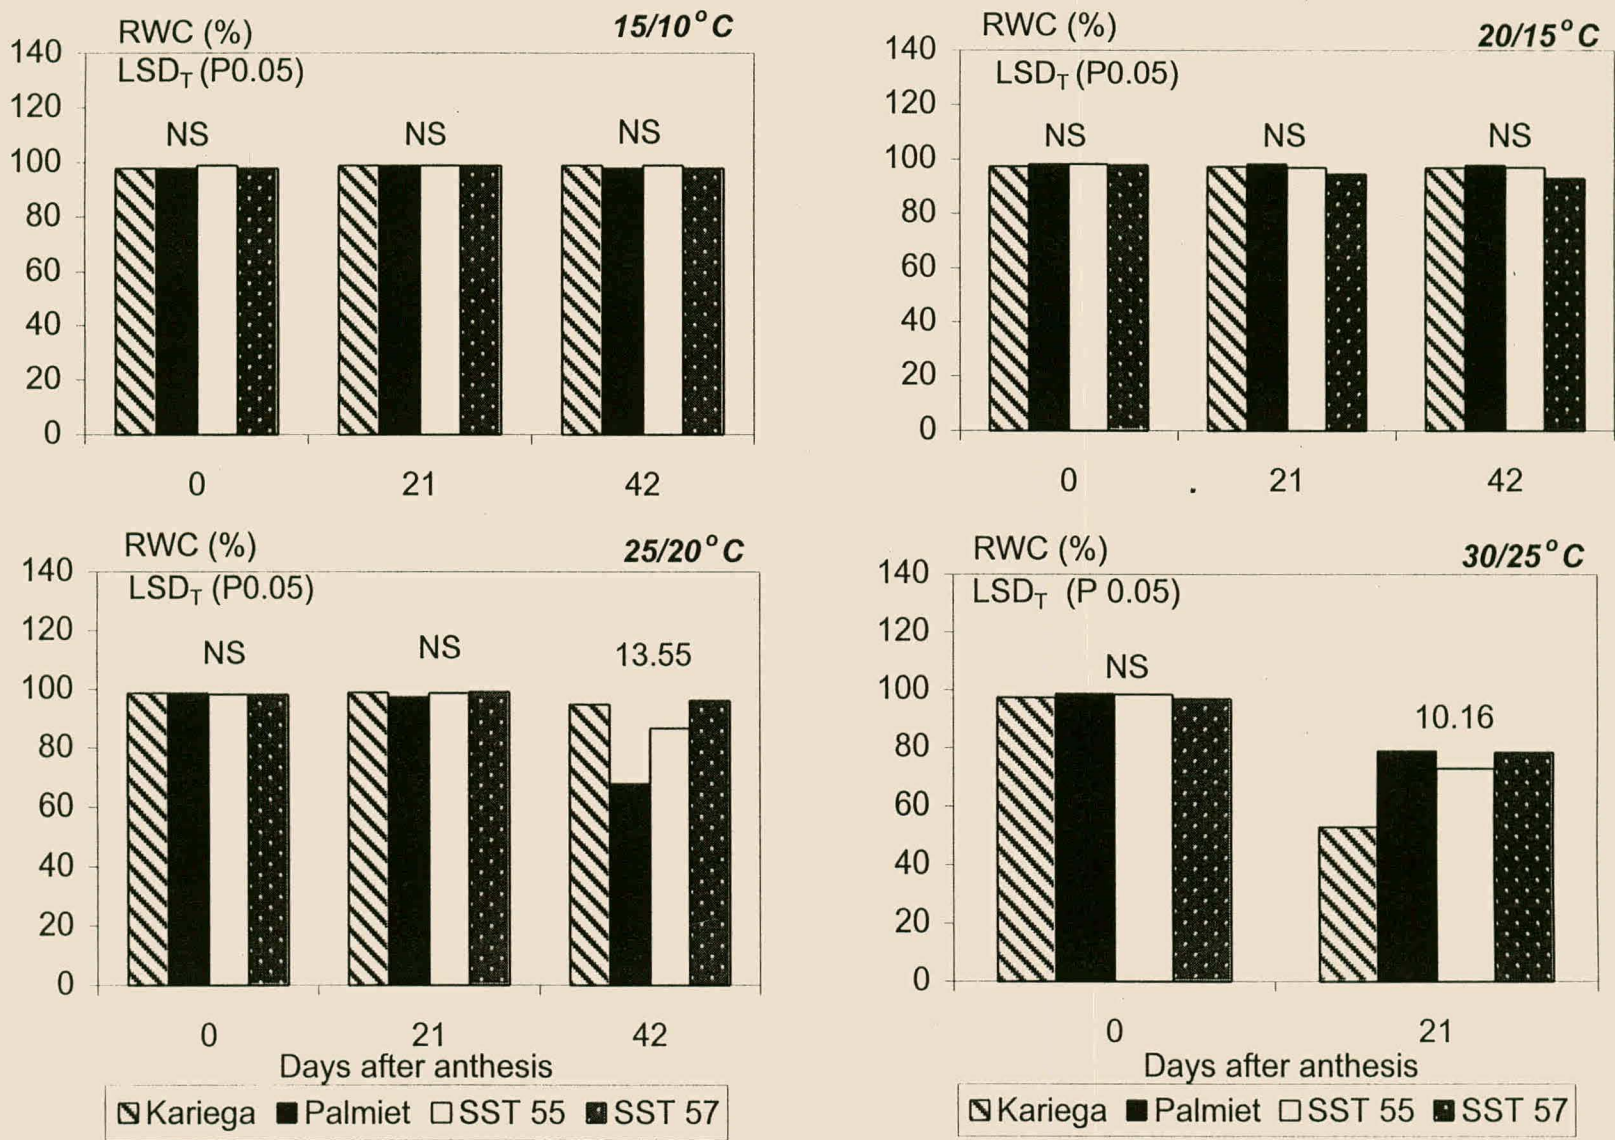 RWC (%)
15/10° C
LSD_T (P0.05)
140
120
100
80
60
40
20
0
NS
NS
NS
0
21
42
RWC (%)
20/15° C
LSD_T (P0.05)
140
120
100
80
60
40
20
0
NS
NS
NS
0
21
42
RWC (%)
25/20° C
LSD_T (P0.05)
140
120
100
80
60
40
20
0
NS
NS
13.55
0
21
42
Days after anthesis
Kariega Palmiet SST 55 SST 57
RWC (%)
30/25° C
LSD_T (P 0.05)
140
120
100
80
60
40
20
0
NS
10.16
0
21
Days after anthesis
Kariega Palmiet SST 55 SST 57